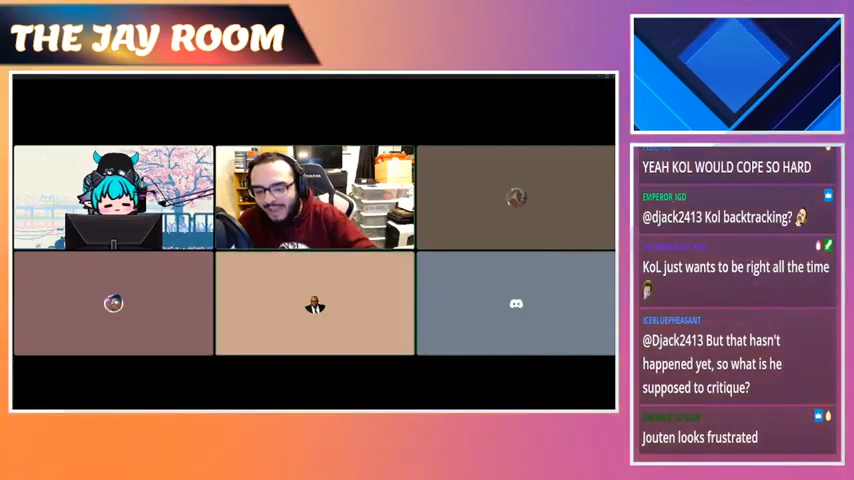 THE JAY ROOM
YEAH KOL WOULD COPE SO HARD
EMPEROR_IGD
@djack2413 Kol backtracking?
KoL just wants to be right all the time
ICEBLUEPHEASANT
@Djack2413 But that hasn't
happened yet, so what is he
supposed to critique?
Jouten looks frustrated